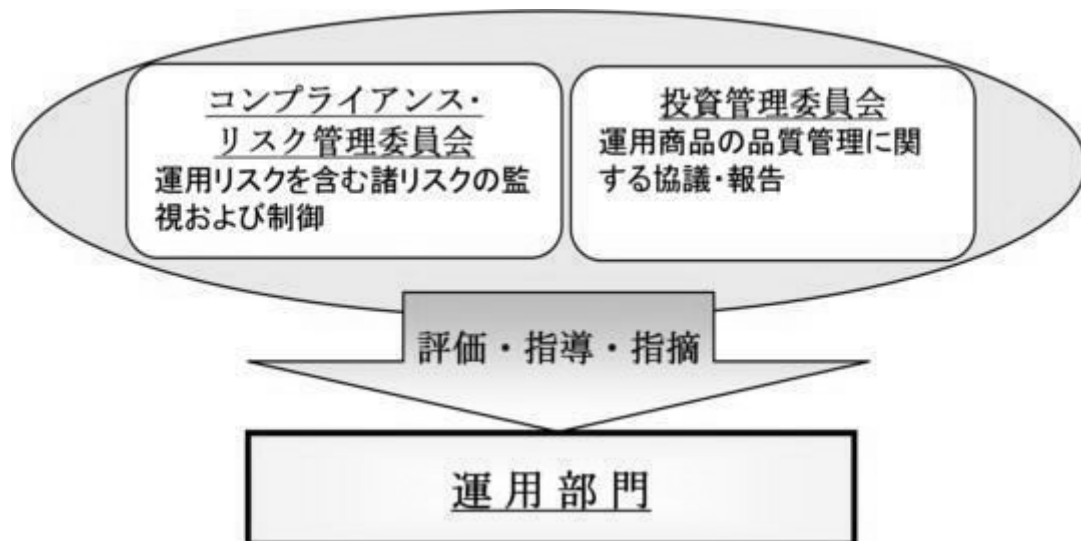 コンプライアンス・
リスク管理委員会
運用リスクを含む諸リスクの監
視および制御
投資管理委員会
運用商品の品質管理に関
する協議・報告
評価・指導・指摘
運用部門